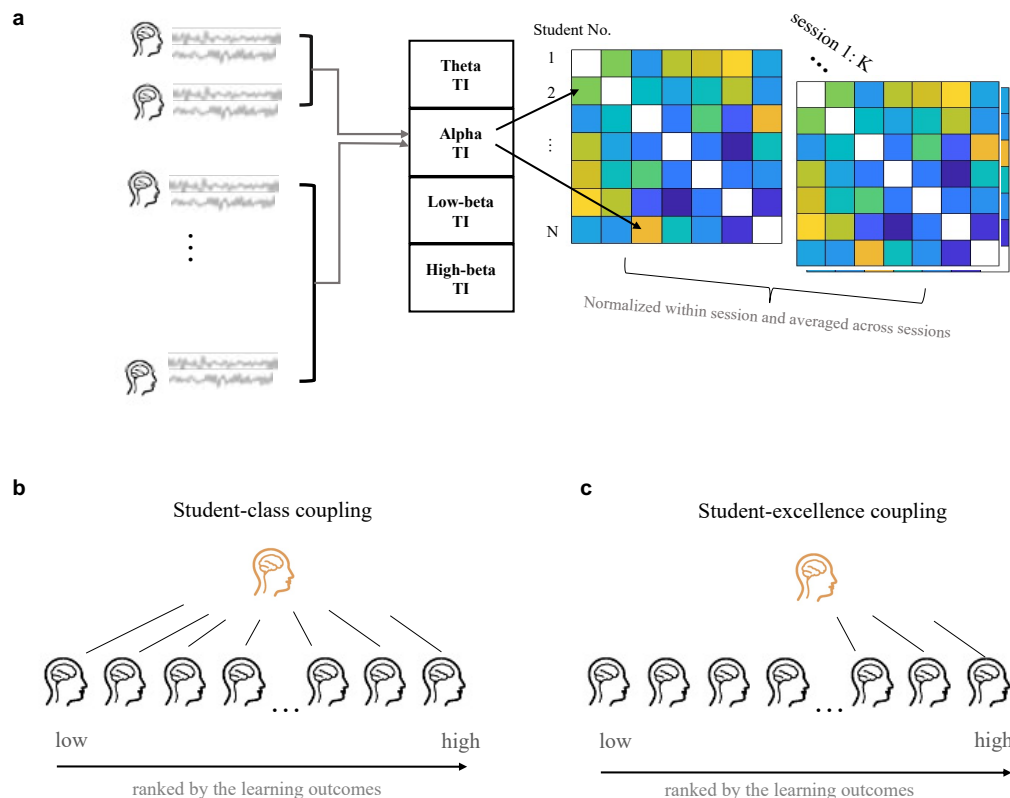 a
Student No.
session 1: K
...
1
2
⋮
N
Theta
TI
Alpha
TI
Low-beta
TI
High-beta
TI
Normalized within session and averaged across sessions
b
Student-class coupling
...
low
high
ranked by the learning outcomes
c
Student-excellence coupling
...
low
high
ranked by the learning outcomes